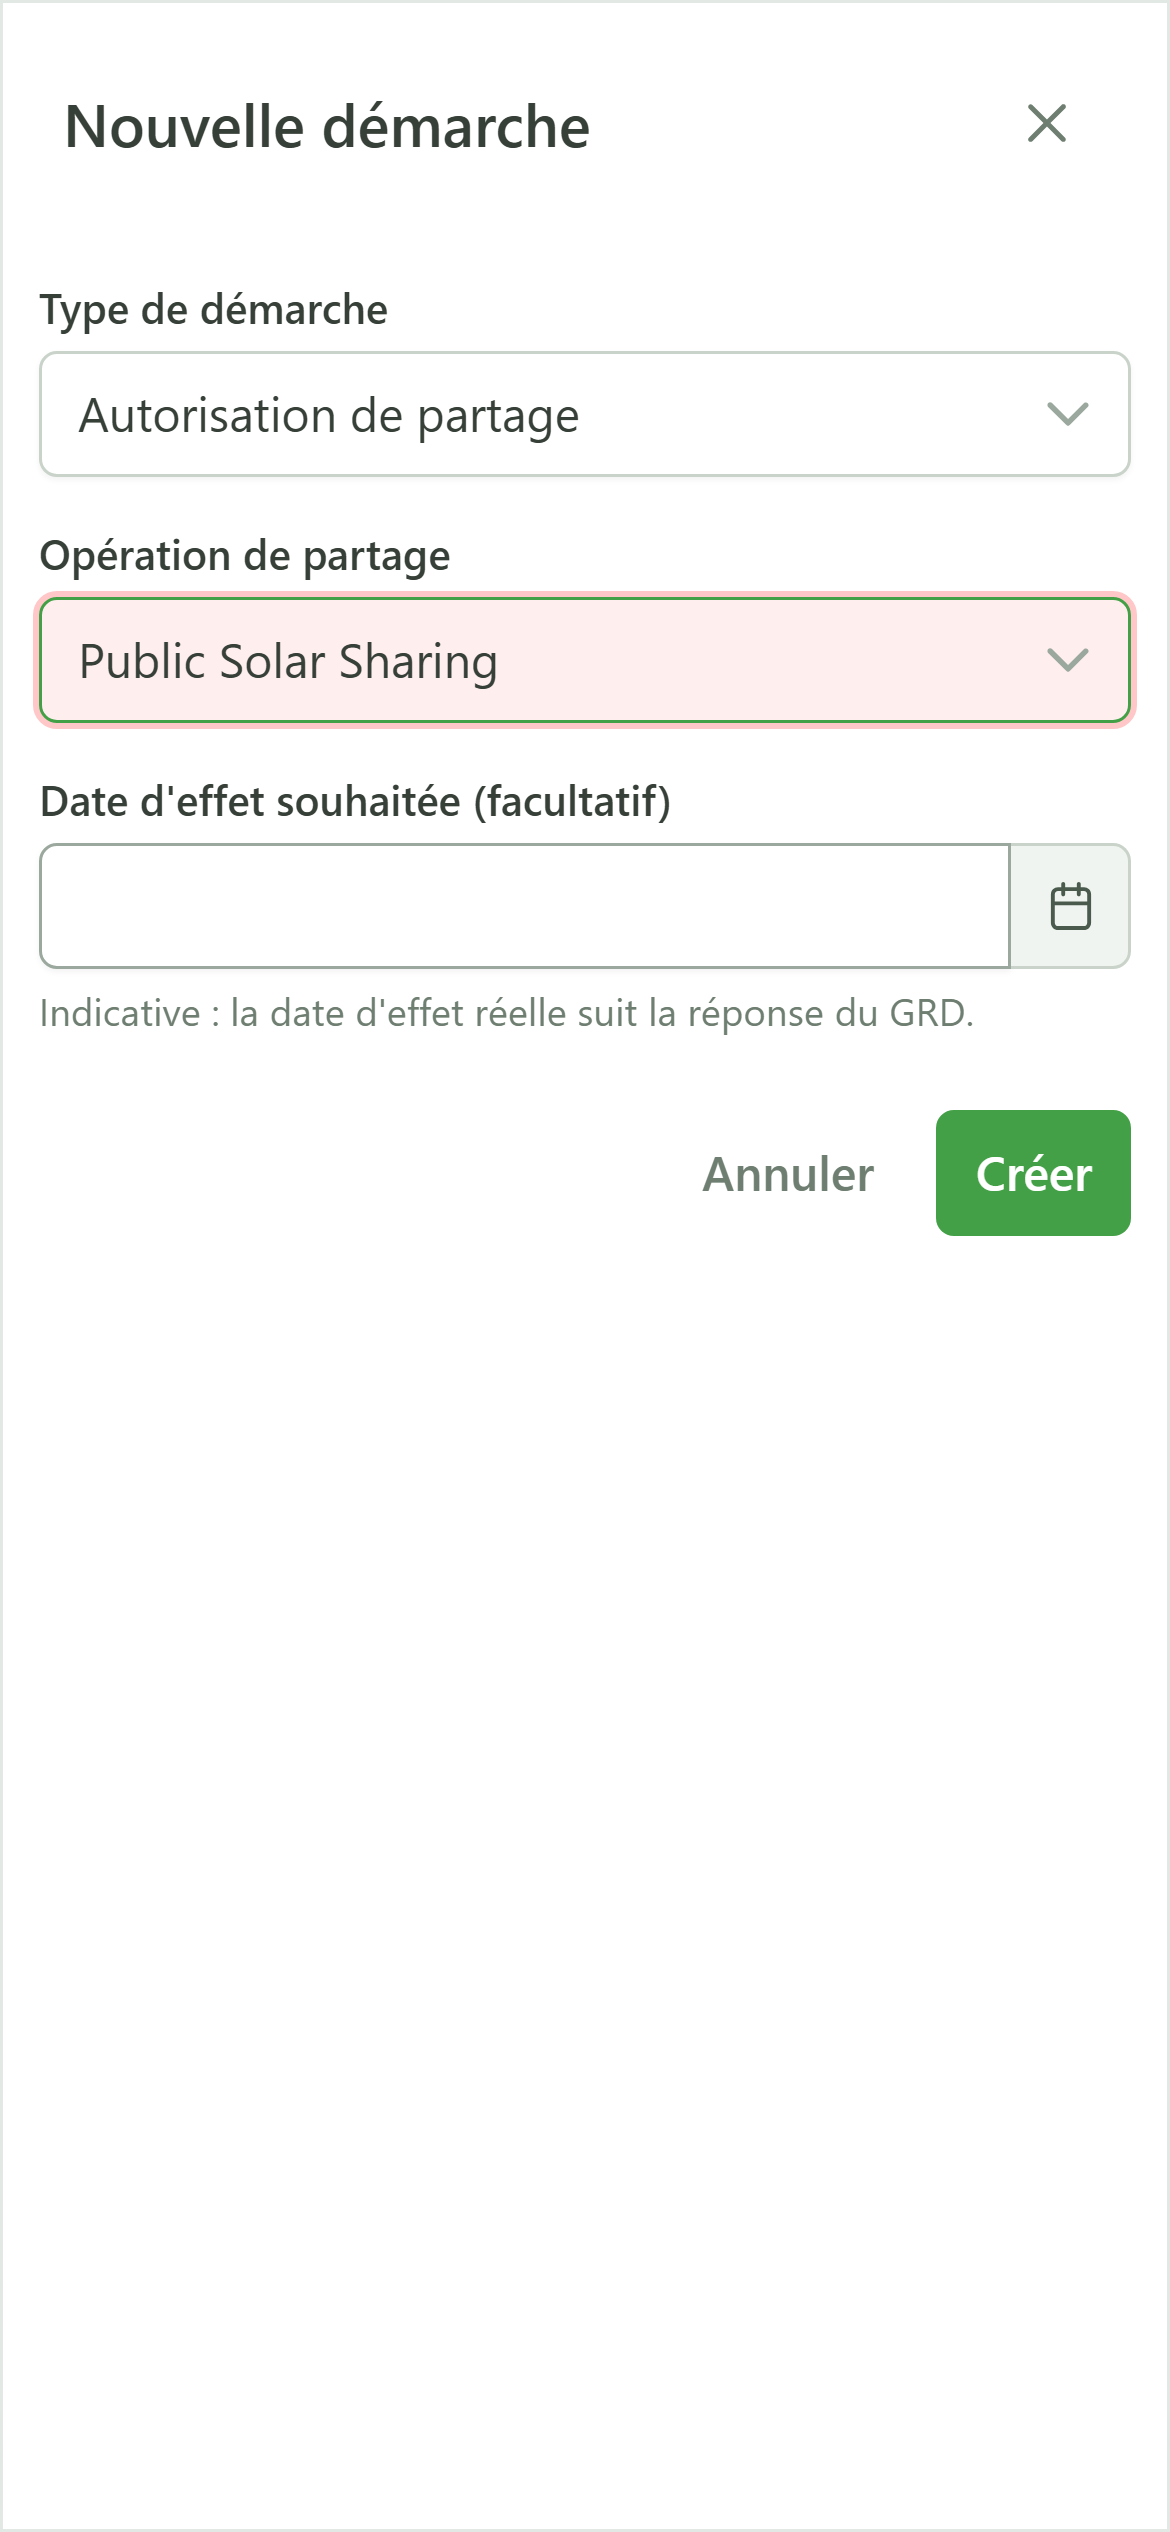 Nouvelle démarche
Type de démarche
Autorisation de partage
Opération de partage
Public Solar Sharing
Date d'effet souhaitée (facultatif)
Indicative : la date d'effet réelle suit la réponse du GRD.
Annuler
Créer